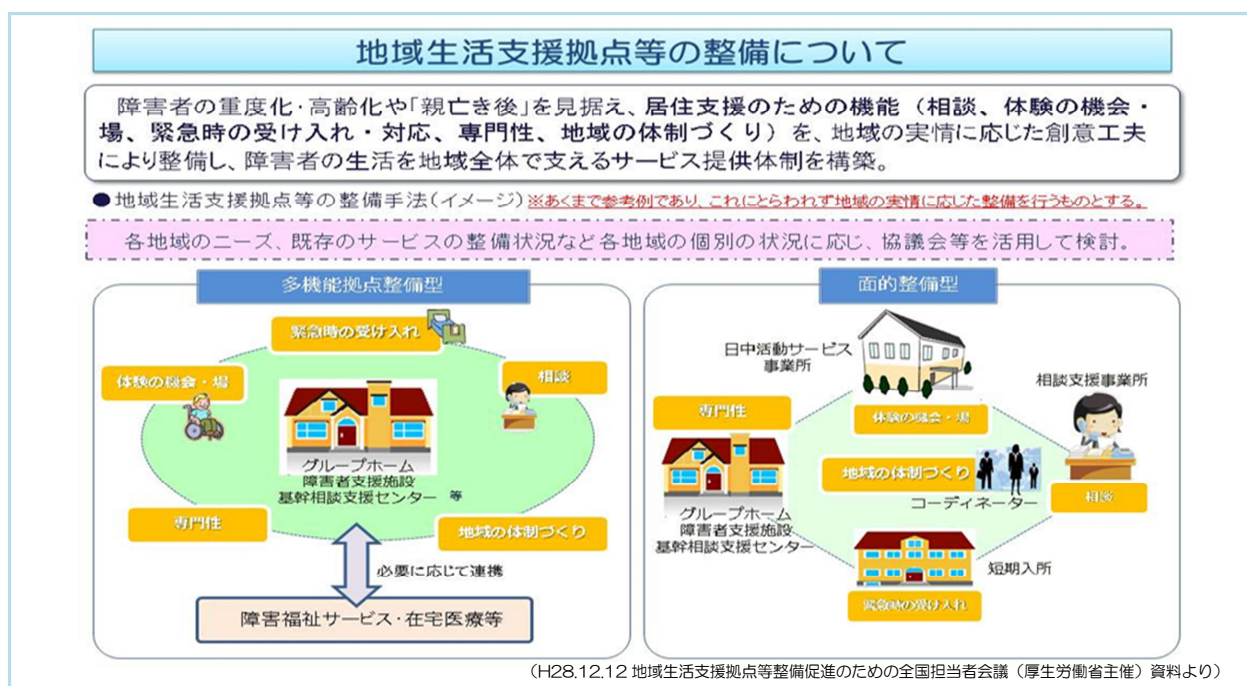 地域生活支援拠点等の整備について
障害者の重度化・高齢化や「親亡き後」を見据え、居住支援のための機能(相談、体験の機会・
場、緊急時の受け入れ・対応、専門性、地域の体制づくり)を、地域の実情に応じた創意工夫
により整備し、障害者の生活を地域全体で支えるサービス提供体制を構築。
●地域生活支援拠点等の整備手法(イメージ)※あくまで参考例であり、これにとらわれず地域の実情に応じた整備を行うものとする。
各地域のニーズ、既存のサービスの整備状況など各地域の個別の状況に応じ、協議会等を活用して検討。
多機能拠点整備型
緊急時の受け入れ
体験の機会・場
相談
グループホーム
障害者支援施設
基幹相談支援センター 等
専門性
地域の体制づくり
必要に応じて連携
障害福祉サービス・在宅医療等
面的整備型
日中活動サービス
事業所
体験の機会・場
相談支援事業所
相談
専門性
グループホーム
障害者支援施設
基幹相談支援センター
地域の体制づくり
コーディネーター
短期入所
緊急時の受け入れ
(H28.12.12 地域生活支援拠点等整備促進のための全国担当者会議(厚生労働省主催)資料より)